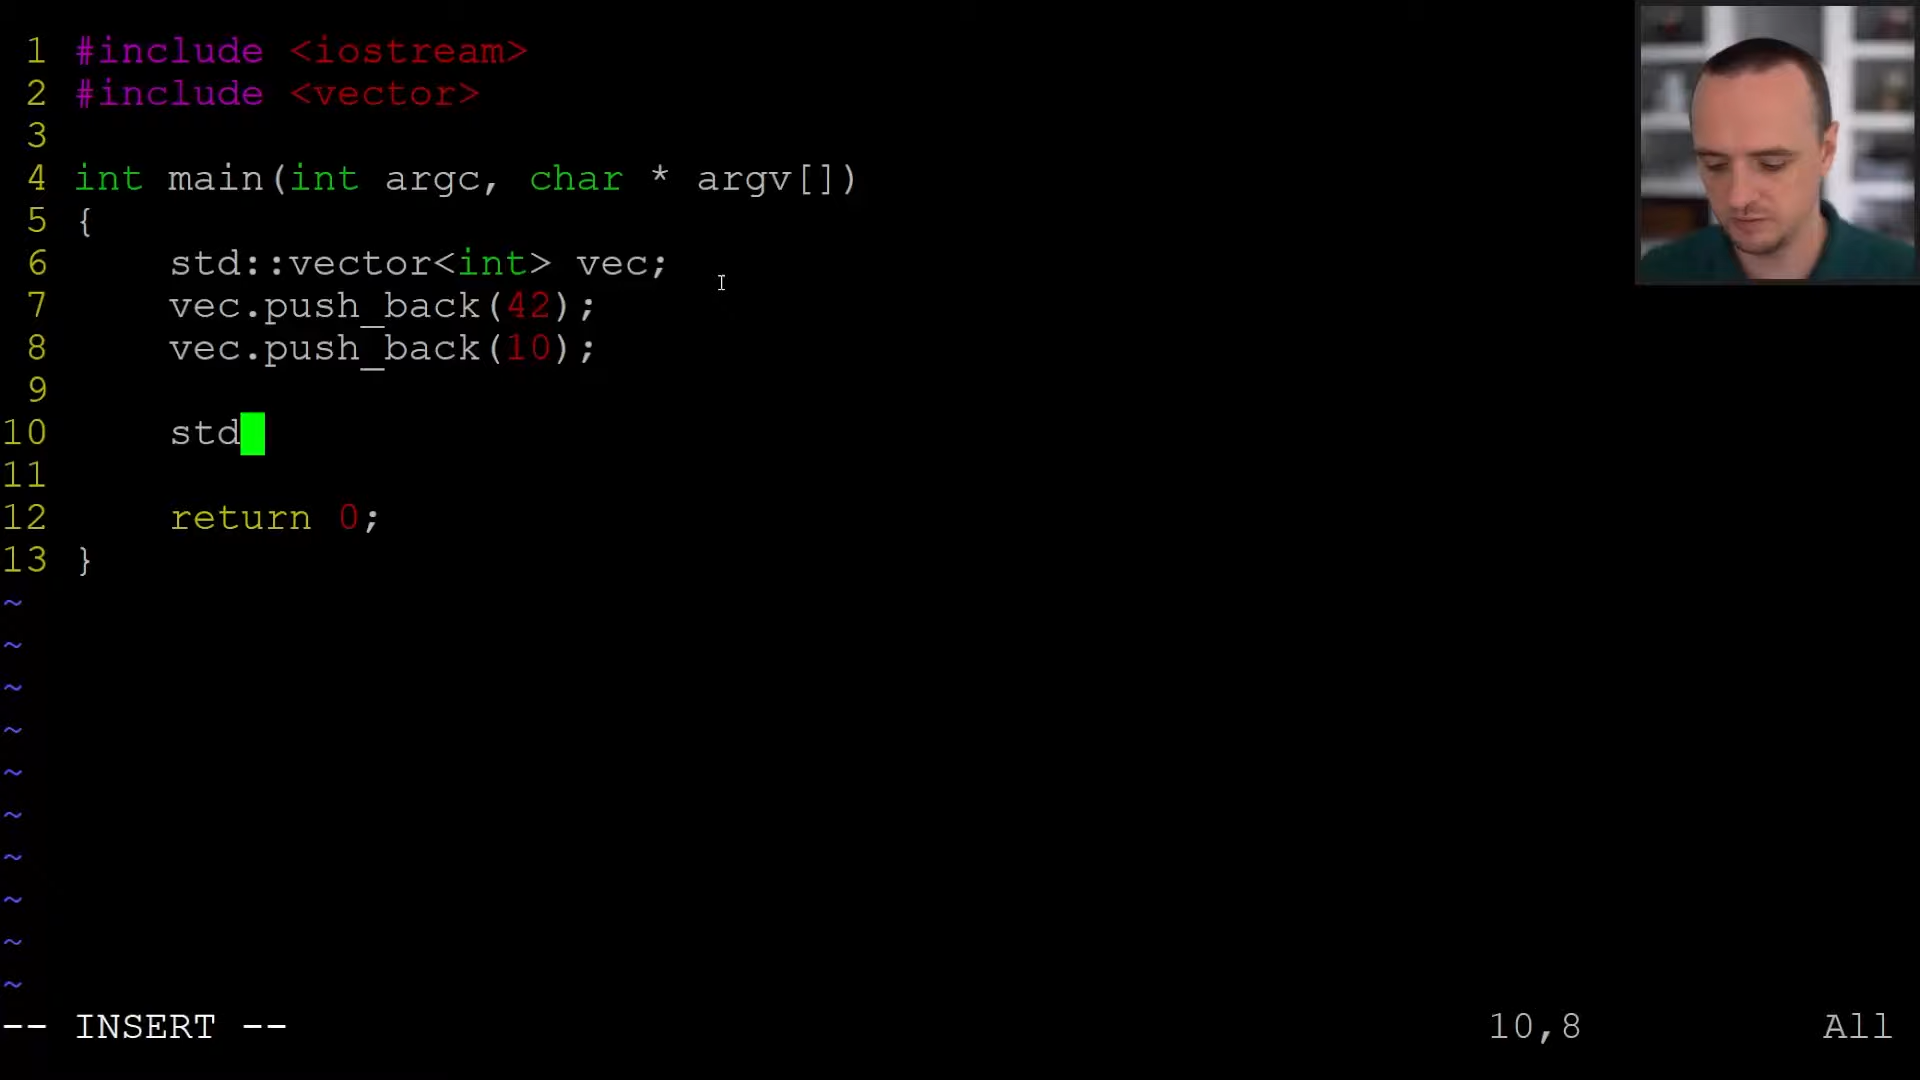 1 #include <iostream>
2 #include <vector>
3
4 int main(int argc, char * argv[])
5 {
6     std::vector<int> vec;
7     vec.push_back(42);
8     vec.push_back(10);
9
10     std
11
12     return 0;
13 }
~
~
~
~
~
~
~
~
~
~
-- INSERT -- 10,8 All